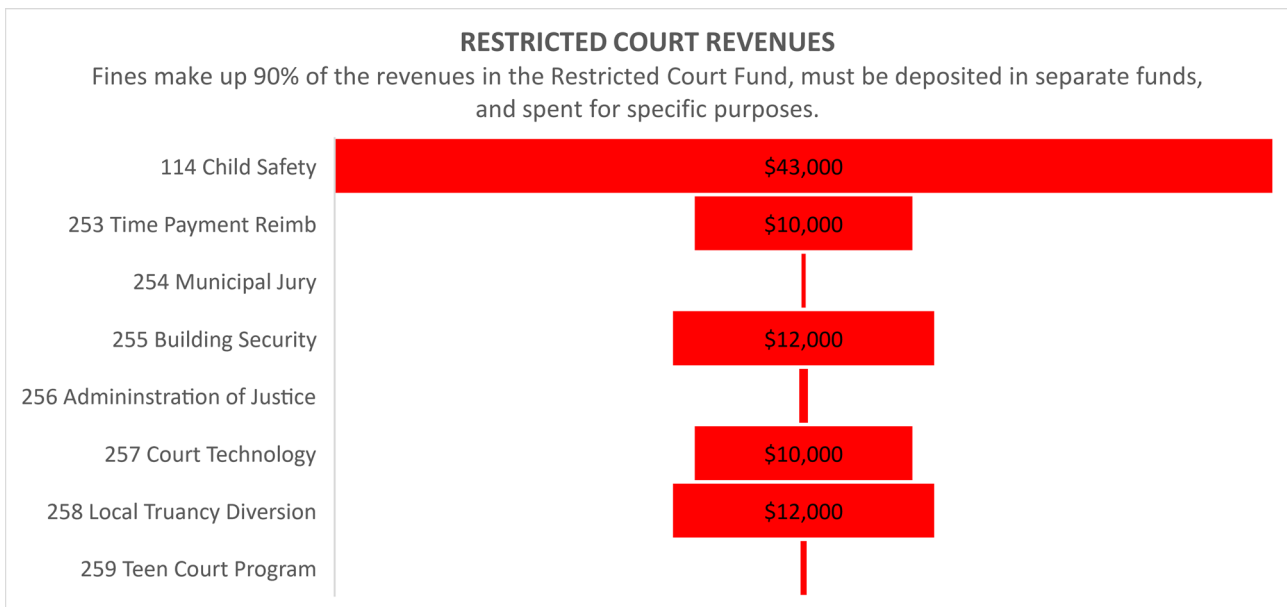 RESTRICTED COURT REVENUES
Fines make up 90% of the revenues in the Restricted Court Fund, must be deposited in separate funds,
and spent for specific purposes.
114 Child Safety $43,000
253 Time Payment Reimb $10,000
254 Municipal Jury
255 Building Security $12,000
256 Admininstration of Justice
257 Court Technology $10,000
258 Local Truancy Diversion $12,000
259 Teen Court Program